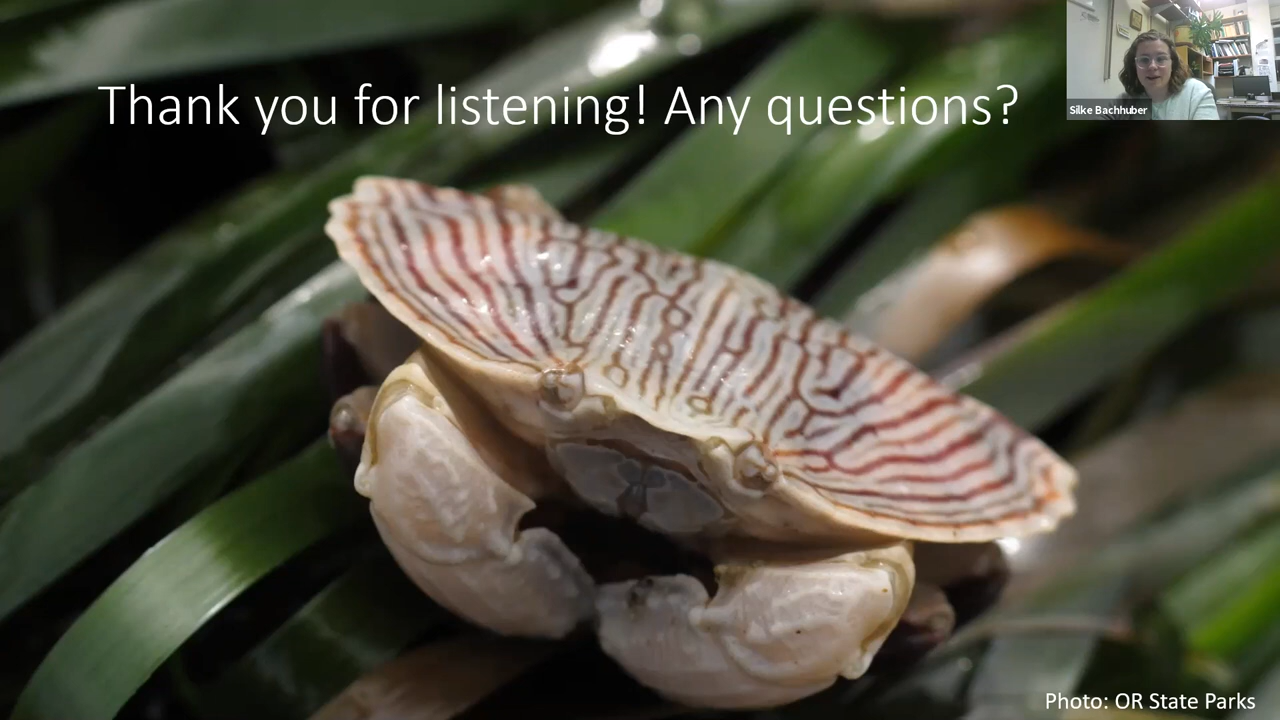 Thank you for listening! Any questions?
Silke Bachhuber
Photo: OR State Parks